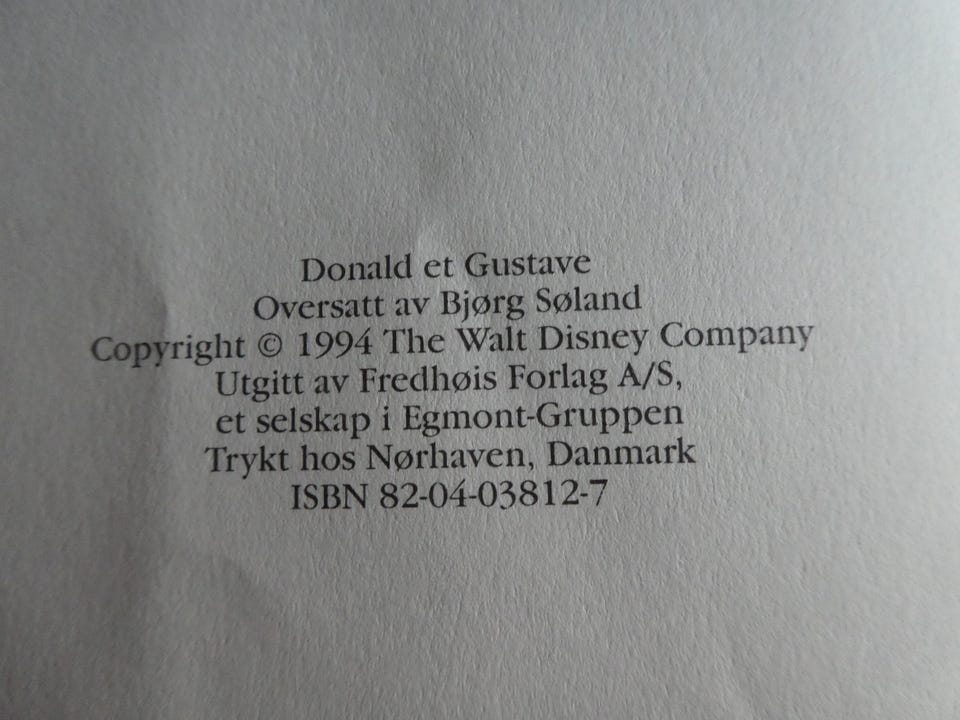 Donald et Gustave
Oversatt av Bjørg Søland
Copyright © 1994 The Walt Disney Company
Utgitt av Fredhøis Forlag A/S,
et selskap i Egmont-Gruppen
Trykt hos Nørhaven, Danmark
ISBN 82-04-03812-7